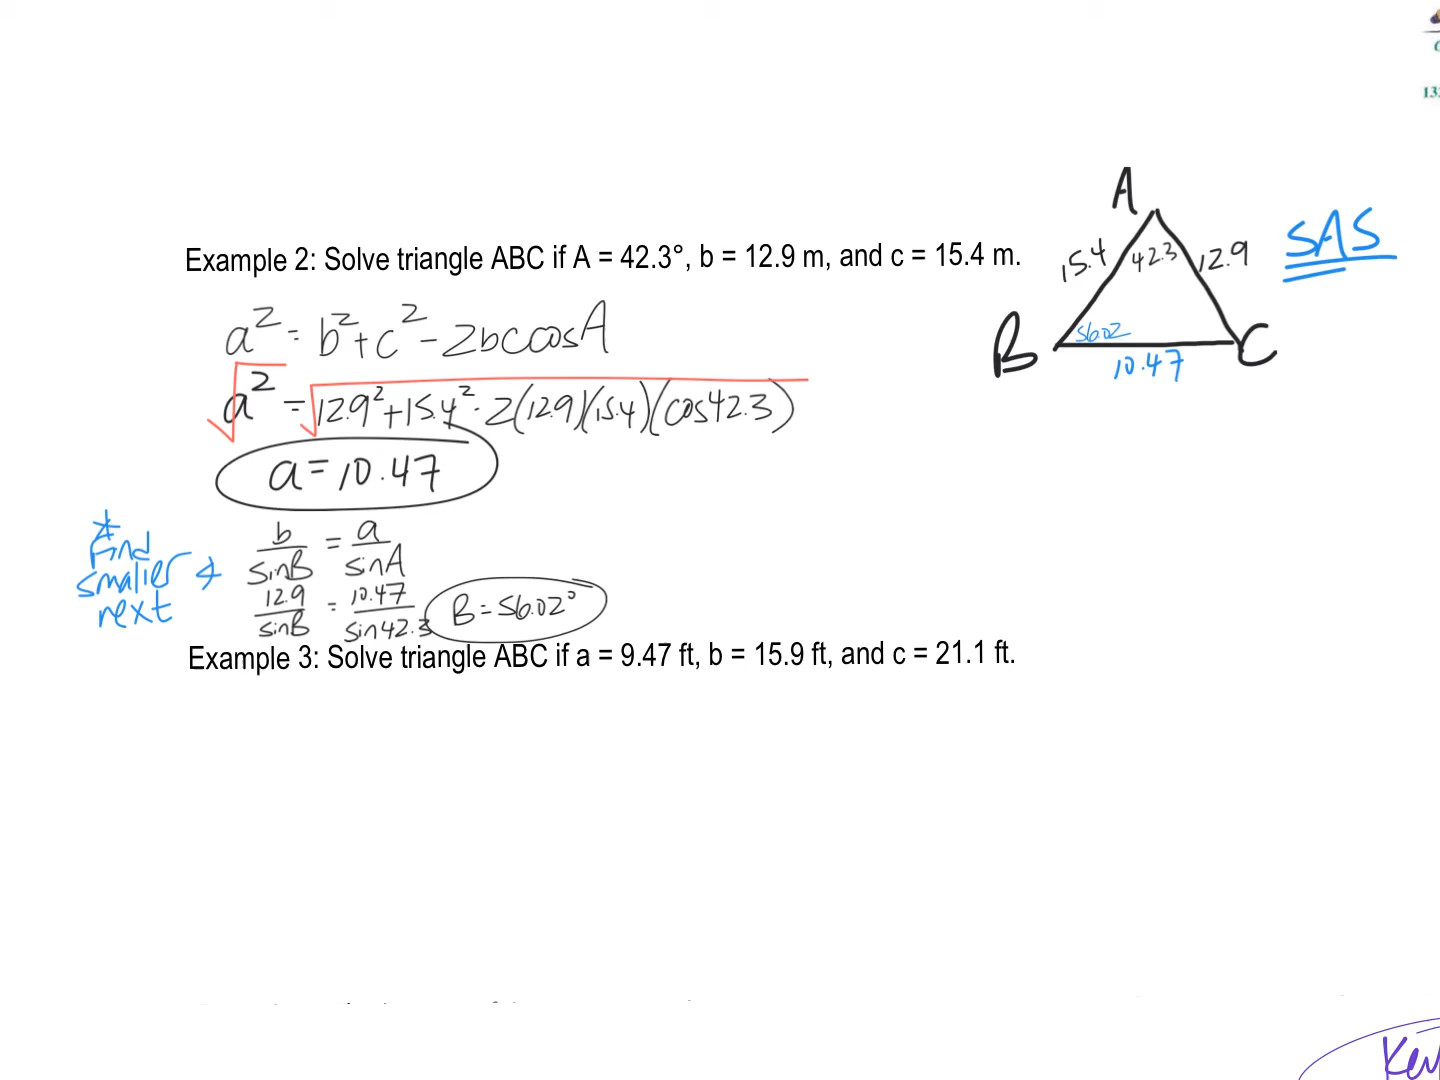 133
Example 2: Solve triangle ABC if A = 42.3°, b = 12.9 m, and c = 15.4 m.
A
SAS
15.4 42.3 12.9
B 56.02 C
10.47
a² = b² + c² - 2bc cosA
√a² = √12.9² + 15.4² - 2(12.9)(15.4)(cos42.3)
a = 10.47
* Find
smaller
next
b/sinB = a/sinA
12.9/sinB = 10.47/sin42.3
B = 56.02°
Example 3: Solve triangle ABC if a = 9.47 ft, b = 15.9 ft, and c = 21.1 ft.